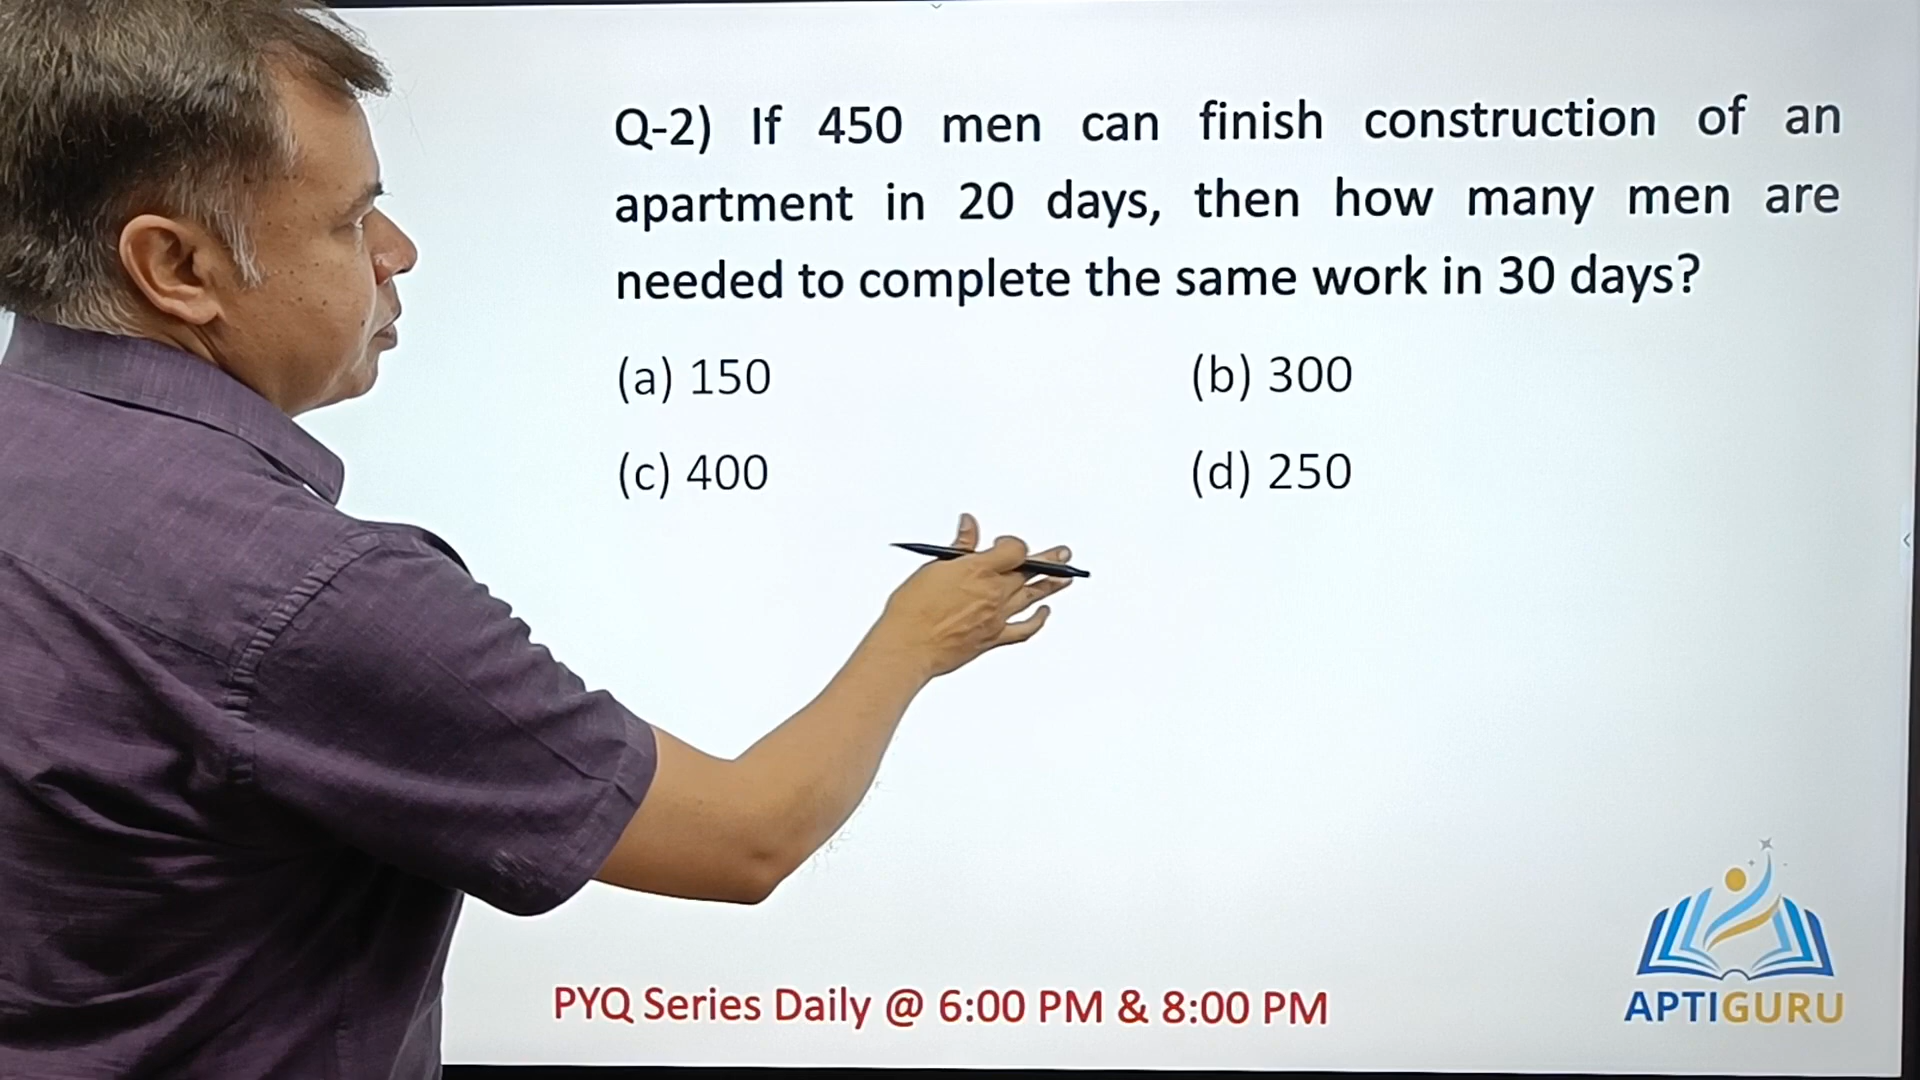 Q-2) If 450 men can finish construction of an
apartment in 20 days, then how many men are
needed to complete the same work in 30 days?
(a) 150 (b) 300
(c) 400 (d) 250
PYQ Series Daily @ 6:00 PM & 8:00 PM
APTIGURU